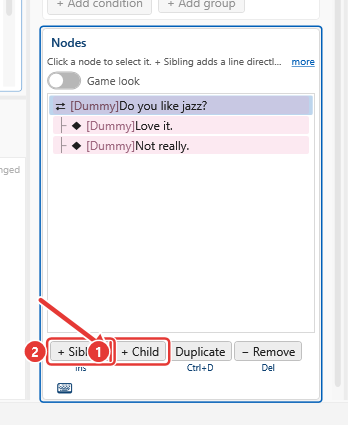 + Add condition + Add group
Nodes
Click a node to select it. + Sibling adds a line directl... more
Game look
nged
[Dummy]Do you like jazz?
[Dummy]Love it.
[Dummy]Not really.
2 + Sibl 1 + Child Duplicate − Remove
Ins Ctrl+D Del